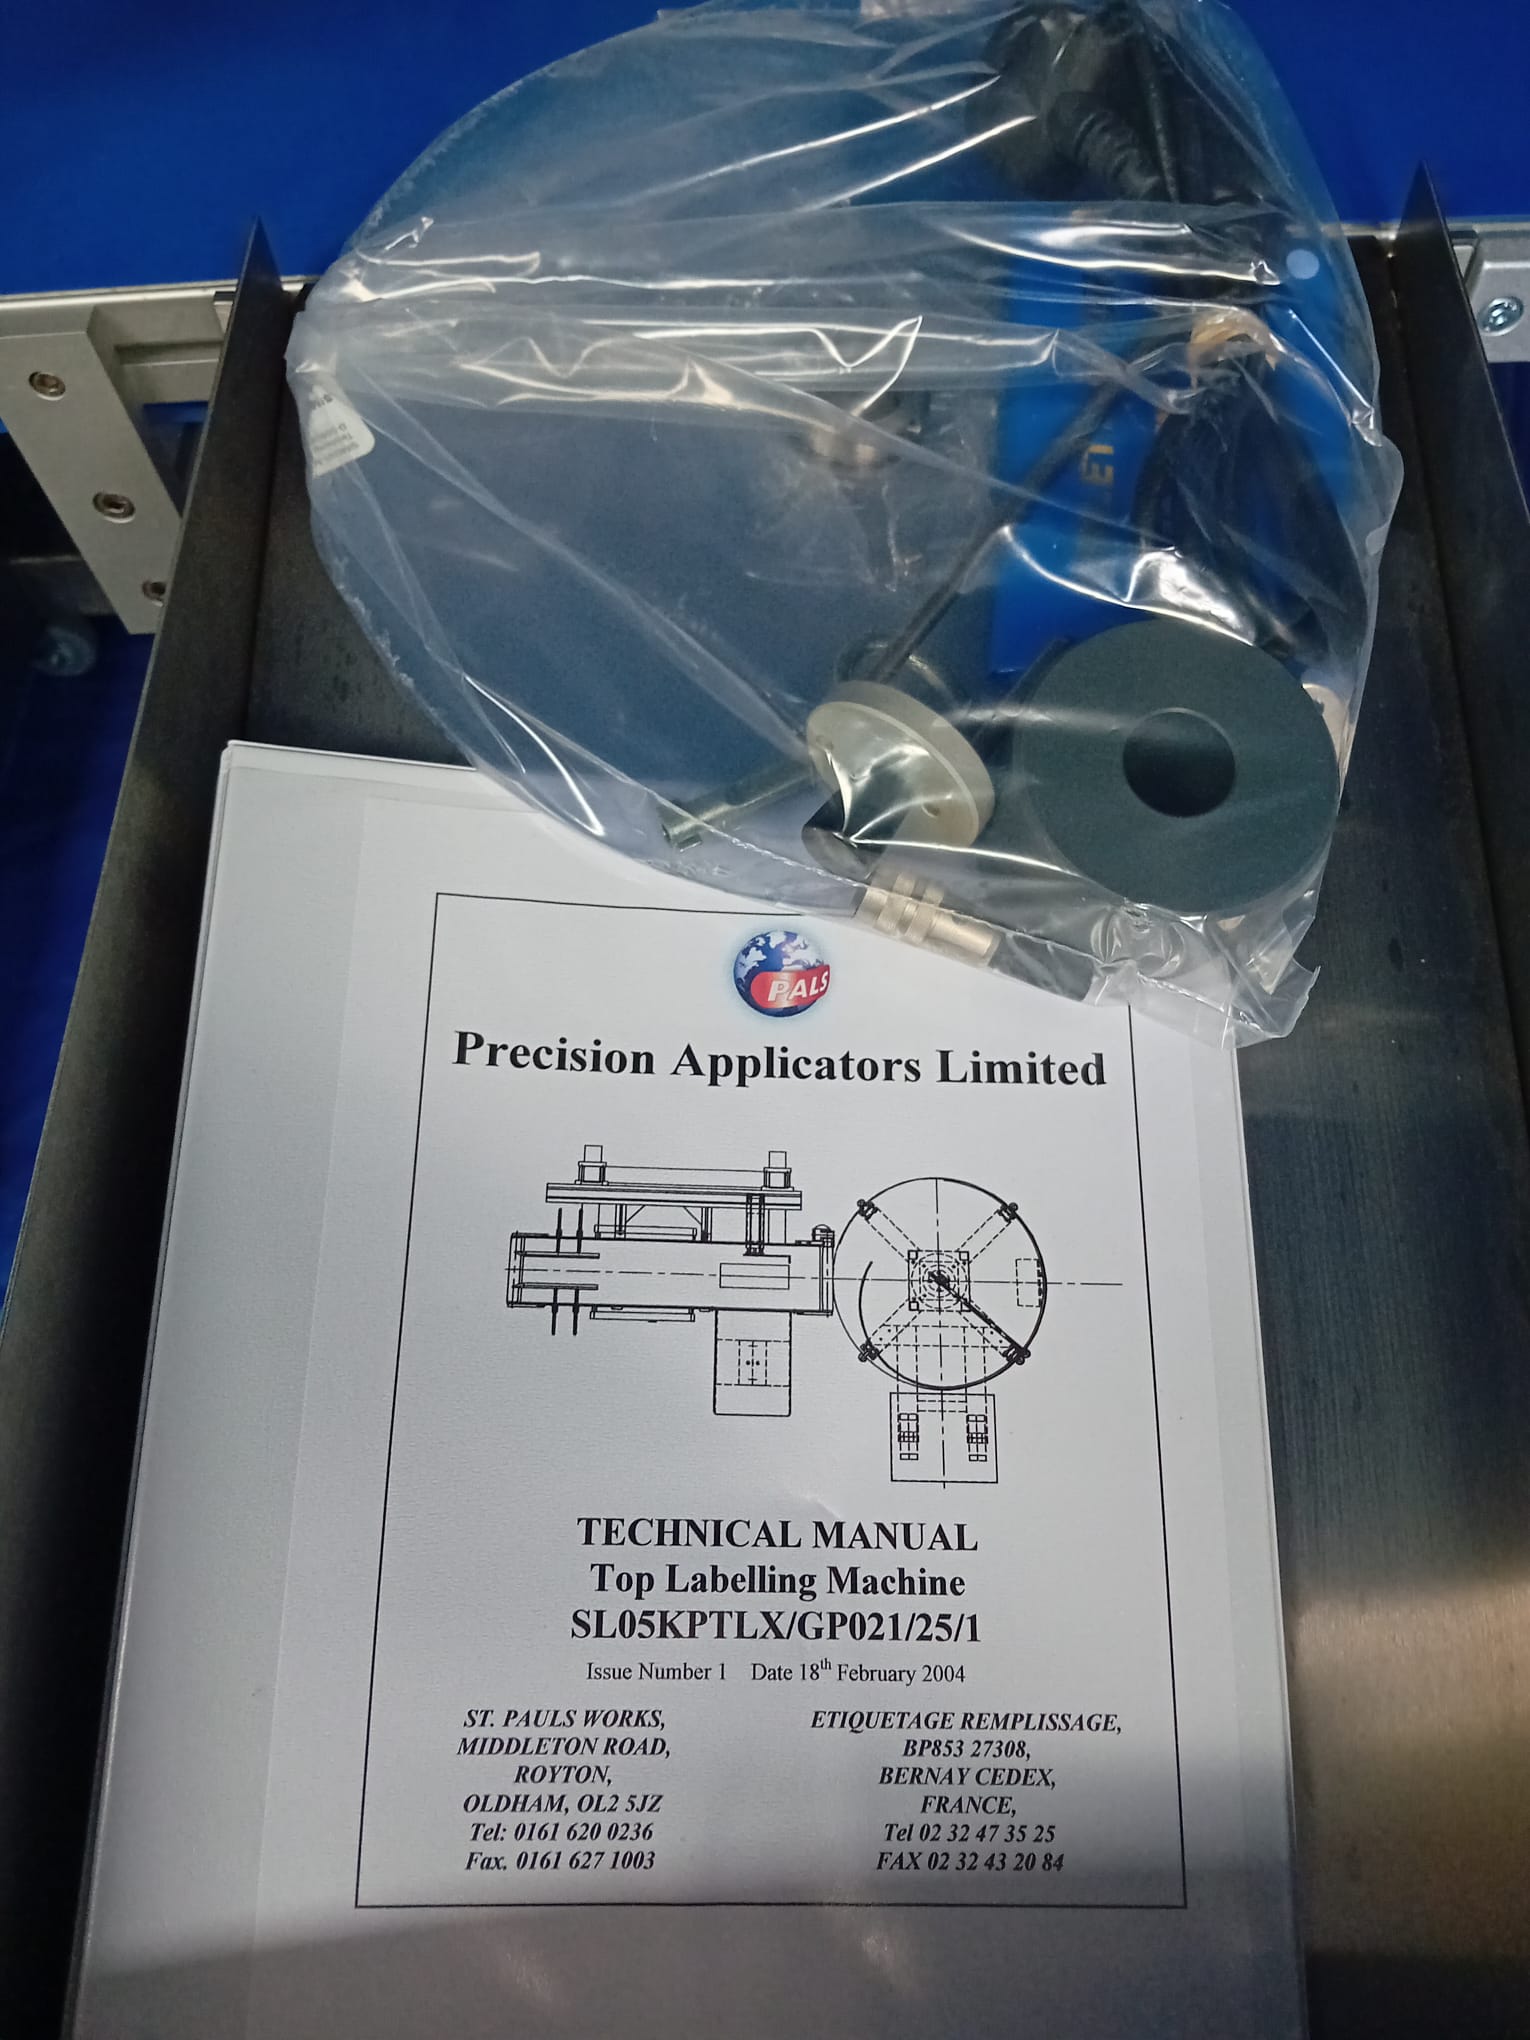 PALS
Precision Applicators Limited
TECHNICAL MANUAL
Top Labelling Machine
SL05KPTLX/GP021/25/1
Issue Number 1 Date 18th February 2004
ST. PAULS WORKS,
MIDDLETON ROAD,
ROYTON,
OLDHAM, OL2 5JZ
Tel: 0161 620 0236
Fax. 0161 627 1003
ETIQUETAGE REMPLISSAGE,
BP853 27308,
BERNAY CEDEX,
FRANCE,
Tel 02 32 47 35 25
FAX 02 32 43 20 84